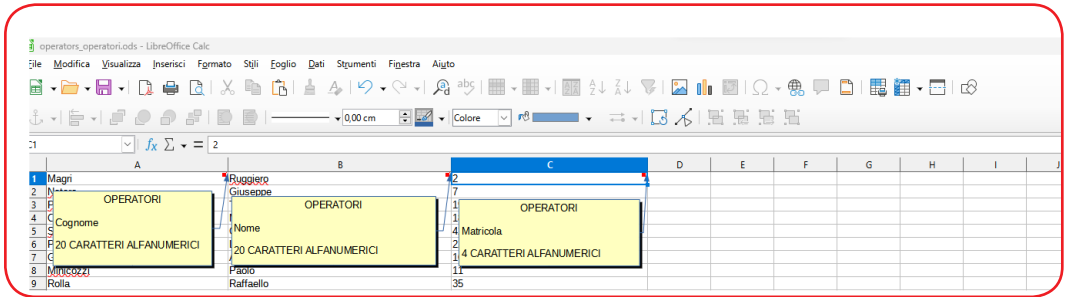 operators_operatori.ods - LibreOffice Calc
File Modifica Visualizza Inserisci Formato Stili Foglio Dati Strumenti Finestra Aiuto
0,00 cm Colore
C1 fx Σ = 2
A B C D E F G H I J
1 Magri Ruggiero 2
2 Giuseppe 7
3
4
5 4
6
7
8 Minicozzi Paolo 11
9 Rolla Raffaello 35
OPERATORI
Cognome
20 CARATTERI ALFANUMERICI
OPERATORI
Nome
20 CARATTERI ALFANUMERICI
OPERATORI
Matricola
4 CARATTERI ALFANUMERICI